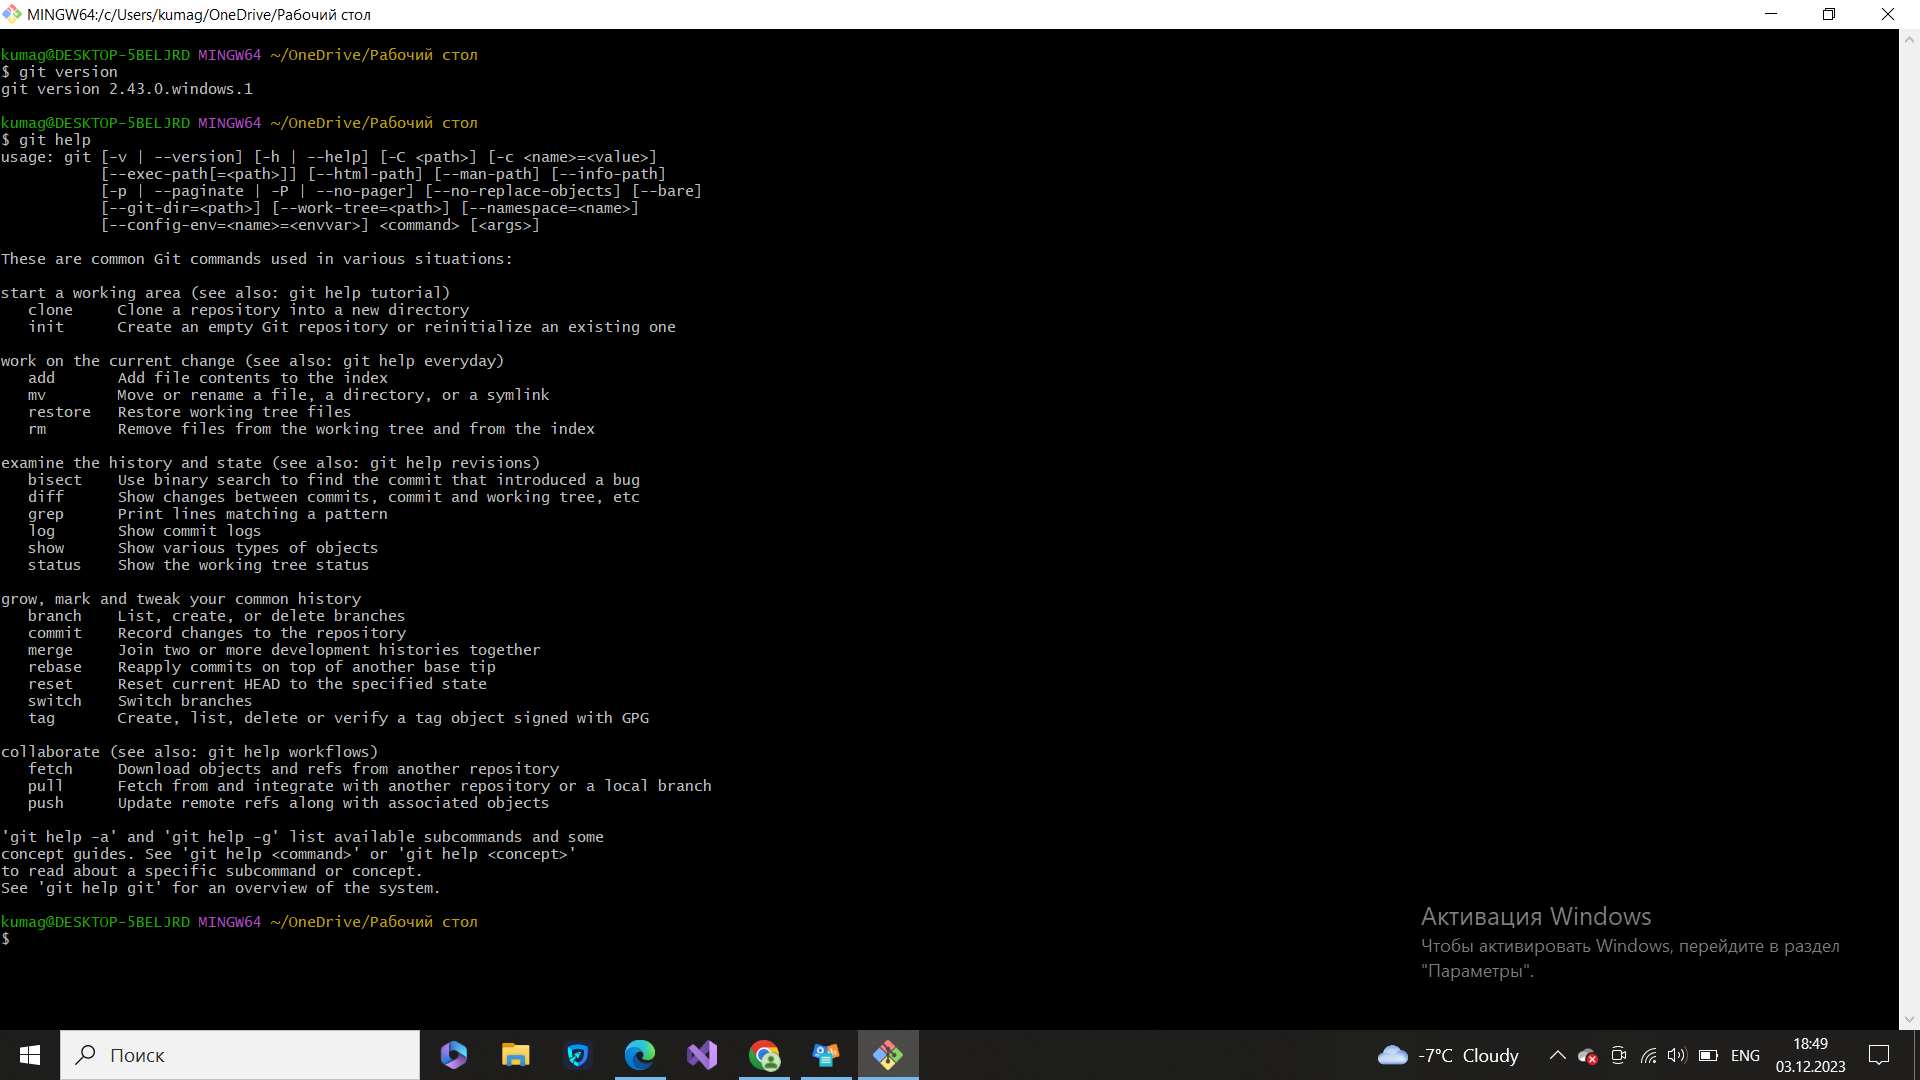 MINGW64:/c/Users/kumag/OneDrive/Рабочий стол
kumag@DESKTOP-5BELJRD MINGW64 ~/OneDrive/Рабочий стол
$ git version
git version 2.43.0.windows.1
kumag@DESKTOP-5BELJRD MINGW64 ~/OneDrive/Рабочий стол
$ git help
usage: git [-v | --version] [-h | --help] [-C <path>] [-c <name>=<value>]
           [--exec-path[=<path>]] [--html-path] [--man-path] [--info-path]
           [-p | --paginate | -P | --no-pager] [--no-replace-objects] [--bare]
           [--git-dir=<path>] [--work-tree=<path>] [--namespace=<name>]
           [--config-env=<name>=<envvar>] <command> [<args>]
These are common Git commands used in various situations:
start a working area (see also: git help tutorial)
   clone     Clone a repository into a new directory
   init      Create an empty Git repository or reinitialize an existing one
work on the current change (see also: git help everyday)
   add       Add file contents to the index
   mv        Move or rename a file, a directory, or a symlink
   restore   Restore working tree files
   rm        Remove files from the working tree and from the index
examine the history and state (see also: git help revisions)
   bisect    Use binary search to find the commit that introduced a bug
   diff      Show changes between commits, commit and working tree, etc
   grep      Print lines matching a pattern
   log       Show commit logs
   show      Show various types of objects
   status    Show the working tree status
grow, mark and tweak your common history
   branch    List, create, or delete branches
   commit    Record changes to the repository
   merge     Join two or more development histories together
   rebase    Reapply commits on top of another base tip
   reset     Reset current HEAD to the specified state
   switch    Switch branches
   tag       Create, list, delete or verify a tag object signed with GPG
collaborate (see also: git help workflows)
   fetch     Download objects and refs from another repository
   pull      Fetch from and integrate with another repository or a local branch
   push      Update remote refs along with associated objects
'git help -a' and 'git help -g' list available subcommands and some
concept guides. See 'git help <command>' or 'git help <concept>'
to read about a specific subcommand or concept.
See 'git help git' for an overview of the system.
kumag@DESKTOP-5BELJRD MINGW64 ~/OneDrive/Рабочий стол
$
Активация Windows
Чтобы активировать Windows, перейдите в раздел
"Параметры".
Поиск
-7°C Cloudy
ENG
18:49
03.12.2023